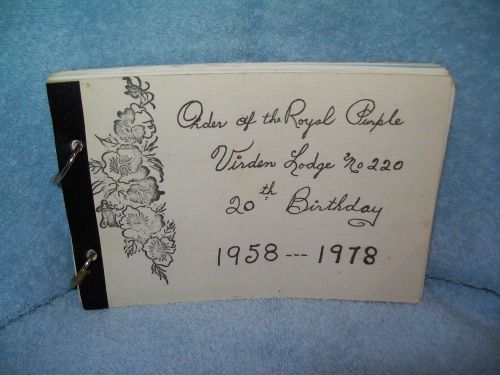 Order of the Royal Purple
Virden Lodge No 220
20th Birthday
1958 --- 1978